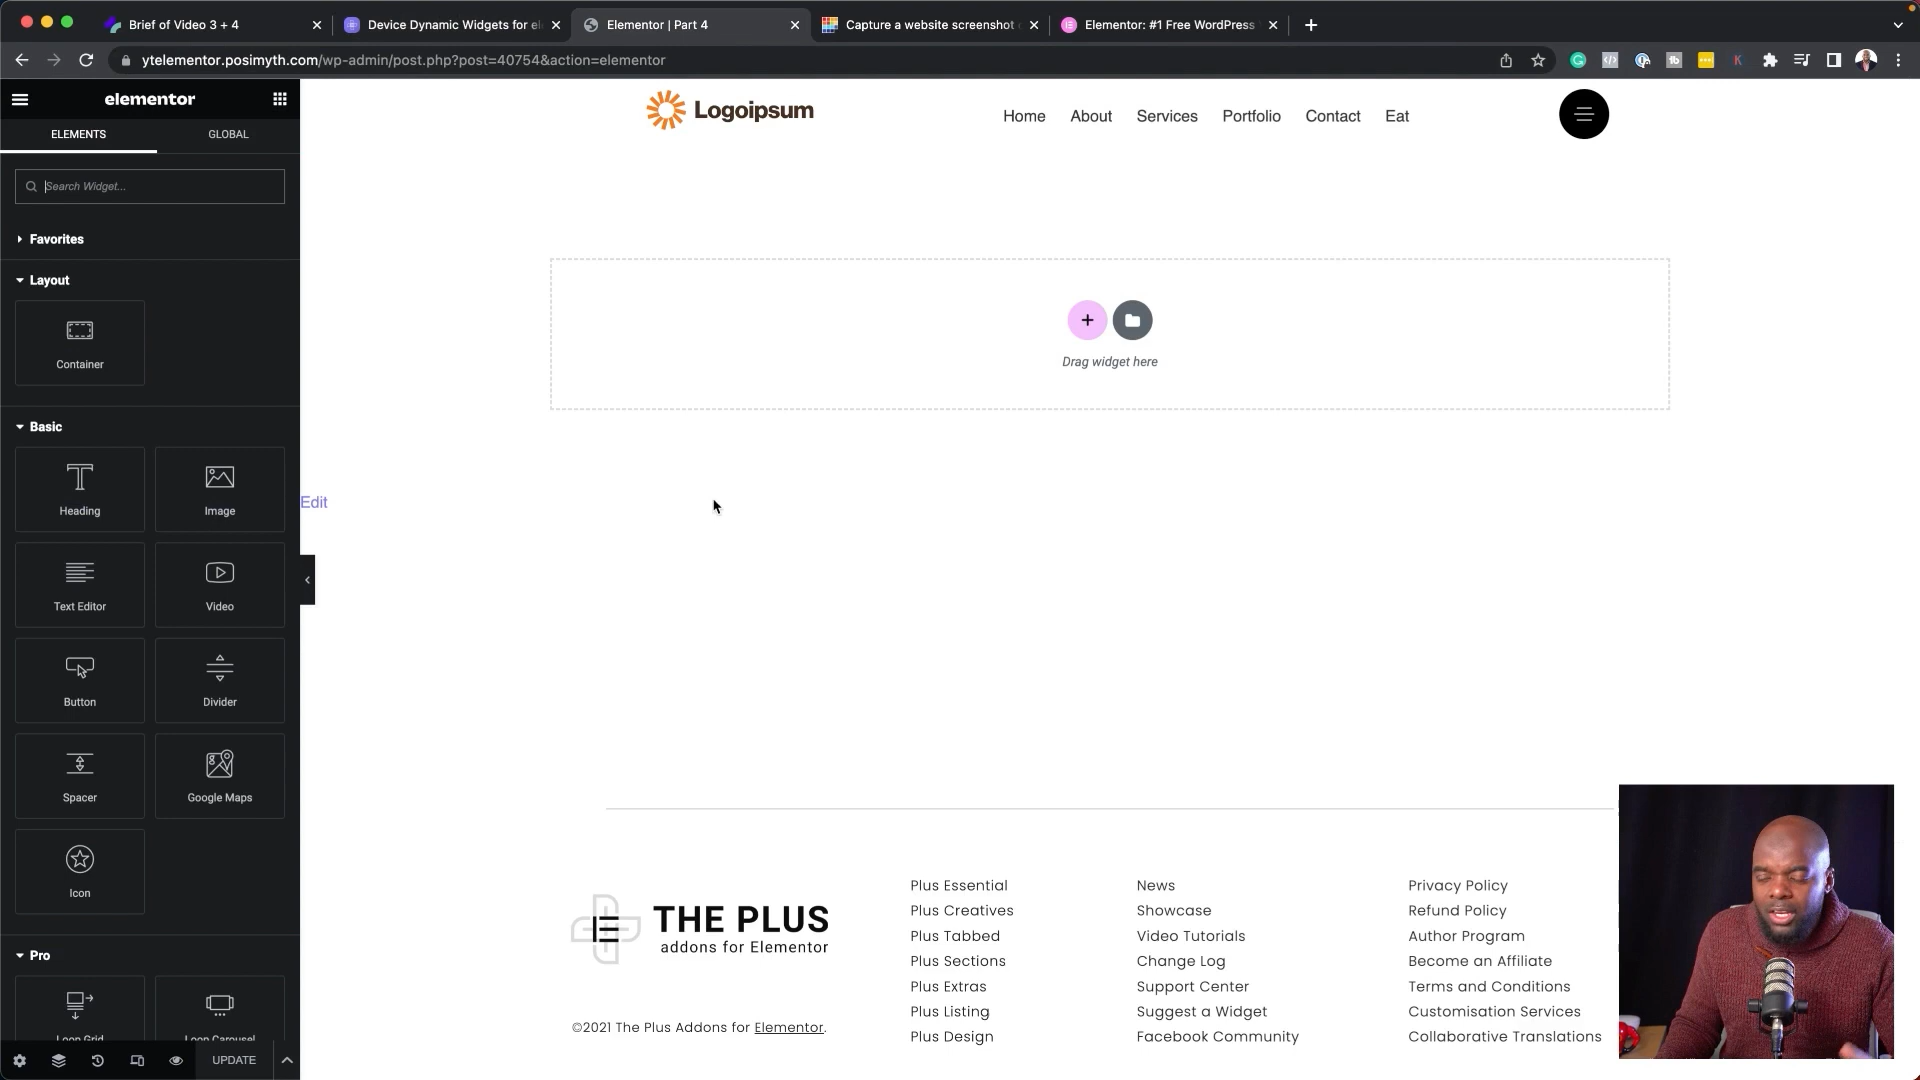 Brief of Video 3 + 4
Device Dynamic Widgets for el
Elementor | Part 4
Capture a website screenshot
Elementor: #1 Free WordPress
ytelementor.posimyth.com/wp-admin/post.php?post=40754&action=elementor
elementor
ELEMENTS
GLOBAL
Search Widget...
Favorites
Layout
Container
Basic
Heading
Image
Text Editor
Video
Button
Divider
Spacer
Google Maps
Icon
Pro
Loop Grid
Loop Carousel
UPDATE
Logoipsum
Home About Services Portfolio Contact Eat
Drag widget here
Edit
THE PLUS
addons for Elementor
©2021 The Plus Addons for Elementor.
Plus Essential
Plus Creatives
Plus Tabbed
Plus Sections
Plus Extras
Plus Listing
Plus Design
News
Showcase
Video Tutorials
Change Log
Support Center
Suggest a Widget
Facebook Community
Privacy Policy
Refund Policy
Author Program
Become an Affiliate
Terms and Conditions
Customisation Services
Collaborative Translations